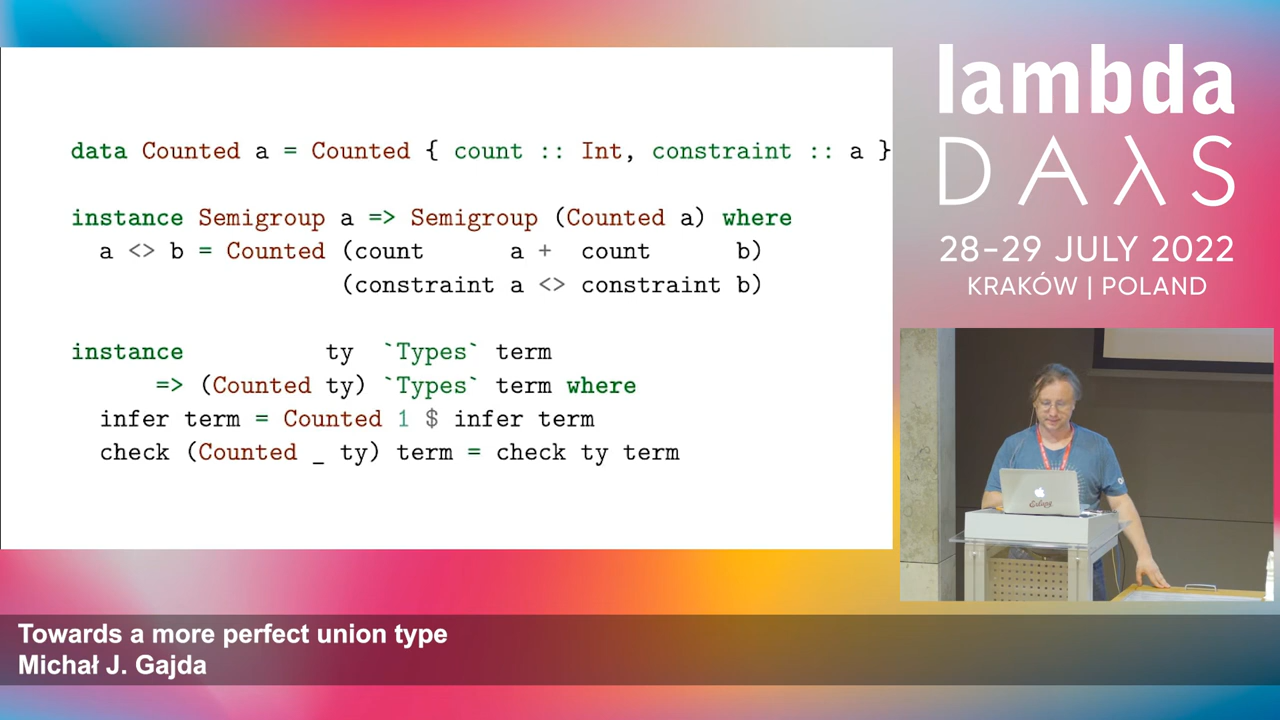 data Counted a = Counted { count :: Int, constraint :: a }
instance Semigroup a => Semigroup (Counted a) where
a <> b = Counted (count a + count b)
(constraint a <> constraint b)
instance ty `Types` term
=> (Counted ty) `Types` term where
infer term = Counted 1 $ infer term
check (Counted _ ty) term = check ty term
lambda
DAλS
28-29 JULY 2022
KRAKÓW | POLAND
Towards a more perfect union type
Michał J. Gajda